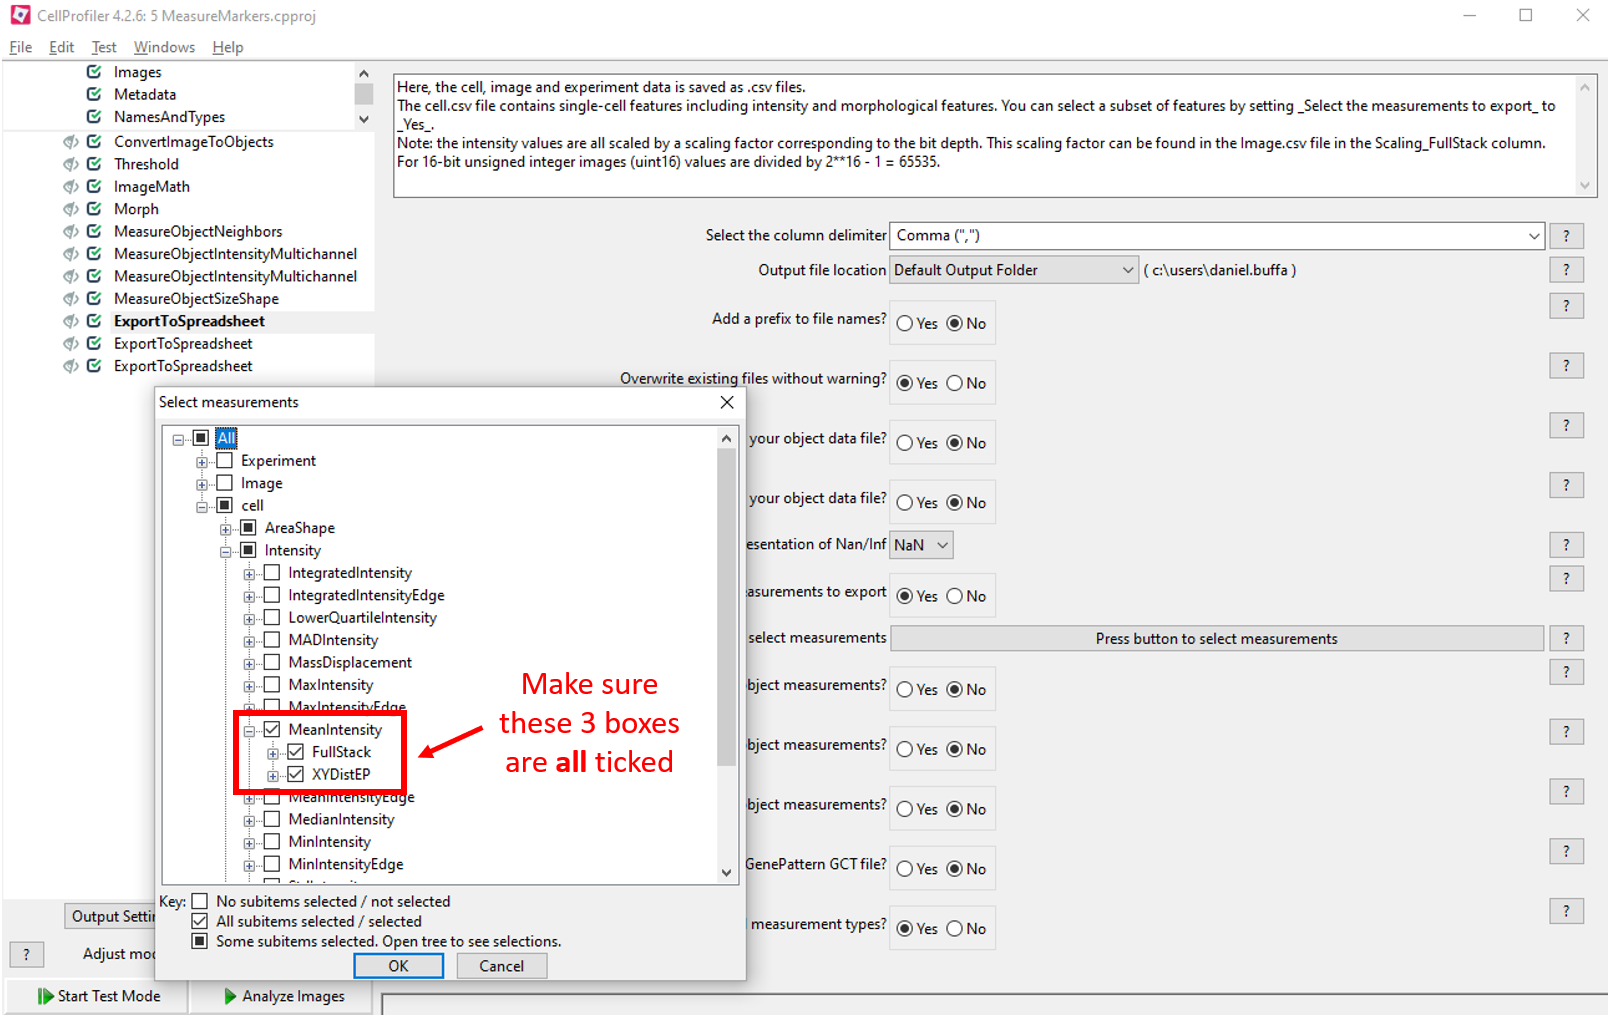 CellProfiler 4.2.6: 5 MeasureMarkers.cpproj
File Edit Test Windows Help
Images
Metadata
NamesAndTypes
ConvertImageToObjects
Threshold
ImageMath
Morph
MeasureObjectNeighbors
MeasureObjectIntensityMultichannel
MeasureObjectIntensityMultichannel
MeasureObjectSizeShape
ExportToSpreadsheet
ExportToSpreadsheet
ExportToSpreadsheet
Here, the cell, image and experiment data is saved as .csv files.
The cell.csv file contains single-cell features including intensity and morphological features. You can select a subset of features by setting _Select the measurements to export_ to
_Yes_.
Note: the intensity values are all scaled by a scaling factor corresponding to the bit depth. This scaling factor can be found in the Image.csv file in the Scaling_FullStack column.
For 16-bit unsigned integer images (uint16) values are divided by 2**16 - 1 = 65535.
Select the column delimiter Comma (",") ?
Output file location Default Output Folder ( c:\users\daniel.buffa ) ?
Add a prefix to file names? Yes No ?
Overwrite existing files without warning? Yes No ?
your object data file? Yes No ?
your object data file? Yes No ?
esentation of Nan/Inf NaN ?
asurements to export Yes No ?
select measurements Press button to select measurements ?
bject measurements? Yes No ?
bject measurements? Yes No ?
bject measurements? Yes No ?
GenePattern GCT file? Yes No ?
l measurement types? Yes No ?
Select measurements
All
Experiment
Image
cell
AreaShape
Intensity
IntegratedIntensity
IntegratedIntensityEdge
LowerQuartileIntensity
MADIntensity
MassDisplacement
MaxIntensity
MaxIntensityEdge
MeanIntensity
FullStack
XYDistEP
MeanIntensityEdge
MedianIntensity
MinIntensity
MinIntensityEdge
Make sure
these 3 boxes
are all ticked
Key: No subitems selected / not selected
All subitems selected / selected
Some subitems selected. Open tree to see selections.
OK Cancel
Output Settin
? Adjust mod
Start Test Mode Analyze Images